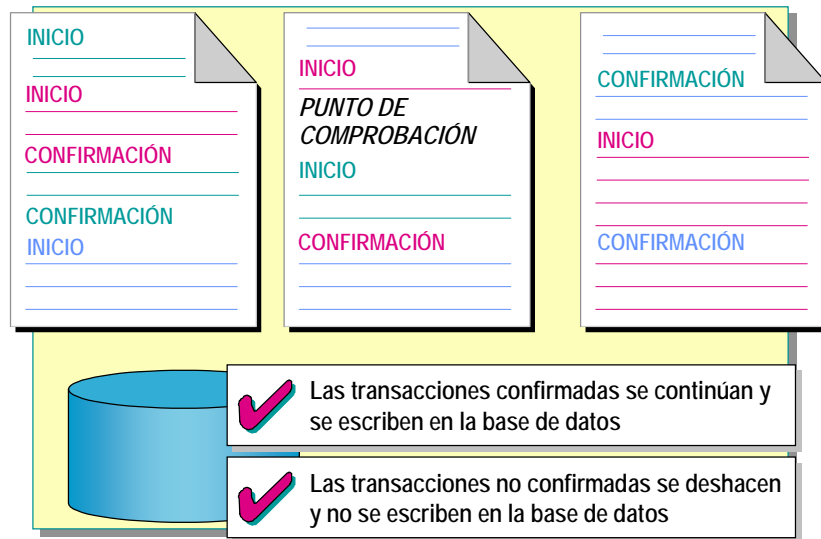 INICIO
INICIO
CONFIRMACIÓN
CONFIRMACIÓN
INICIO
INICIO
PUNTO DE
COMPROBACIÓN
INICIO
CONFIRMACIÓN
CONFIRMACIÓN
INICIO
CONFIRMACIÓN
Las transacciones confirmadas se continúan y
se escriben en la base de datos
Las transacciones no confirmadas se deshacen
y no se escriben en la base de datos